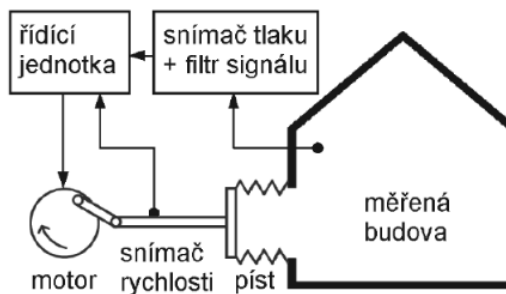 řídící
jednotka
snímač tlaku
+ filtr signálu
měřená
budova
motor
snímač
rychlosti
píst